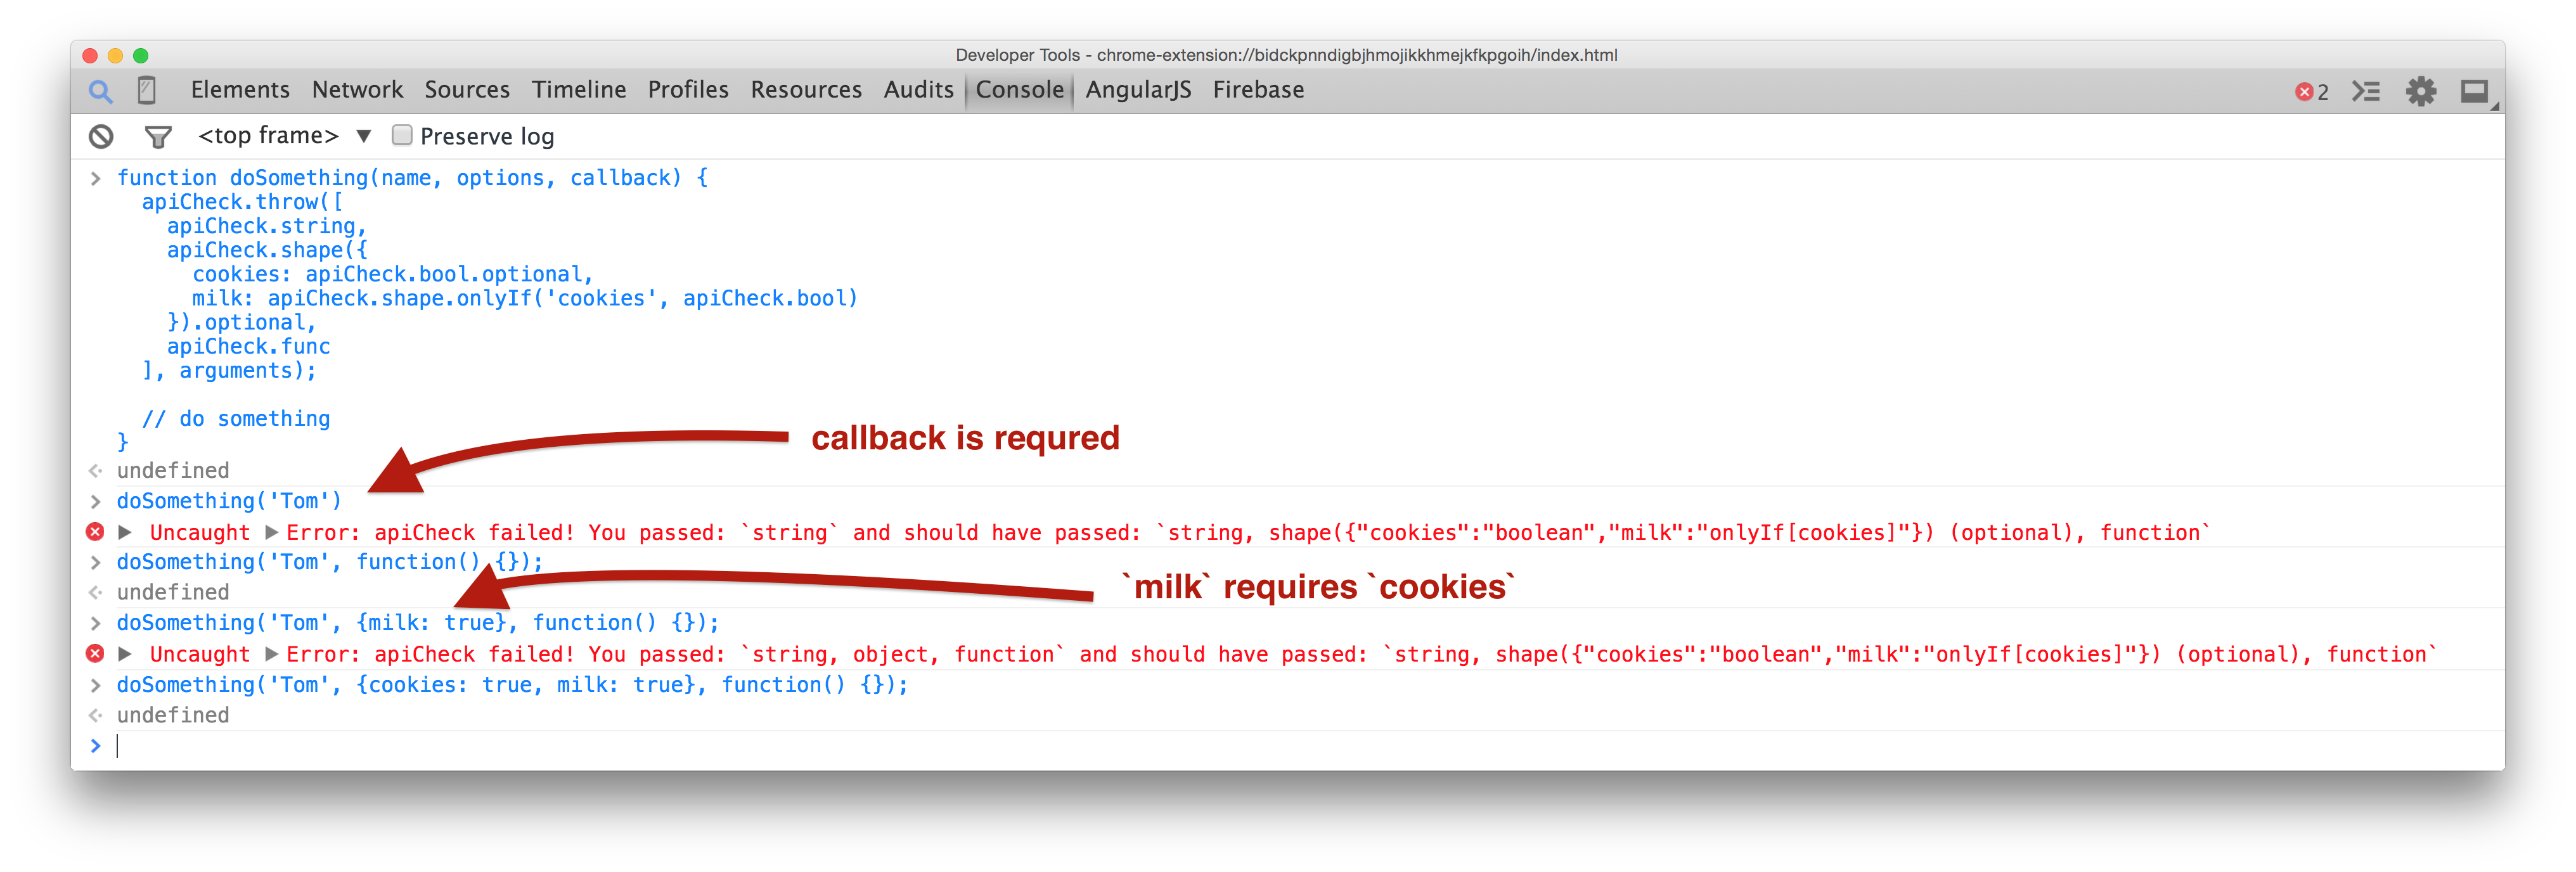 Developer Tools - chrome-extension://bidckpnndigbjhmojikkhmejkfkpgoih/index.html
Elements Network Sources Timeline Profiles Resources Audits Console AngularJS Firebase 2
<top frame> ▼ Preserve log
> function doSomething(name, options, callback) {
apiCheck.throw([
apiCheck.string,
apiCheck.shape({
cookies: apiCheck.bool.optional,
milk: apiCheck.shape.onlyIf('cookies', apiCheck.bool)
}).optional,
apiCheck.func
], arguments);
// do something
}
callback is requred
undefined
> doSomething('Tom')
▶ Uncaught ▶ Error: apiCheck failed! You passed: `string` and should have passed: `string, shape({"cookies":"boolean","milk":"onlyIf[cookies]"}) (optional), function`
> doSomething('Tom', function() {});
`milk` requires `cookies`
undefined
> doSomething('Tom', {milk: true}, function() {});
▶ Uncaught ▶ Error: apiCheck failed! You passed: `string, object, function` and should have passed: `string, shape({"cookies":"boolean","milk":"onlyIf[cookies]"}) (optional), function`
> doSomething('Tom', {cookies: true, milk: true}, function() {});
undefined
>